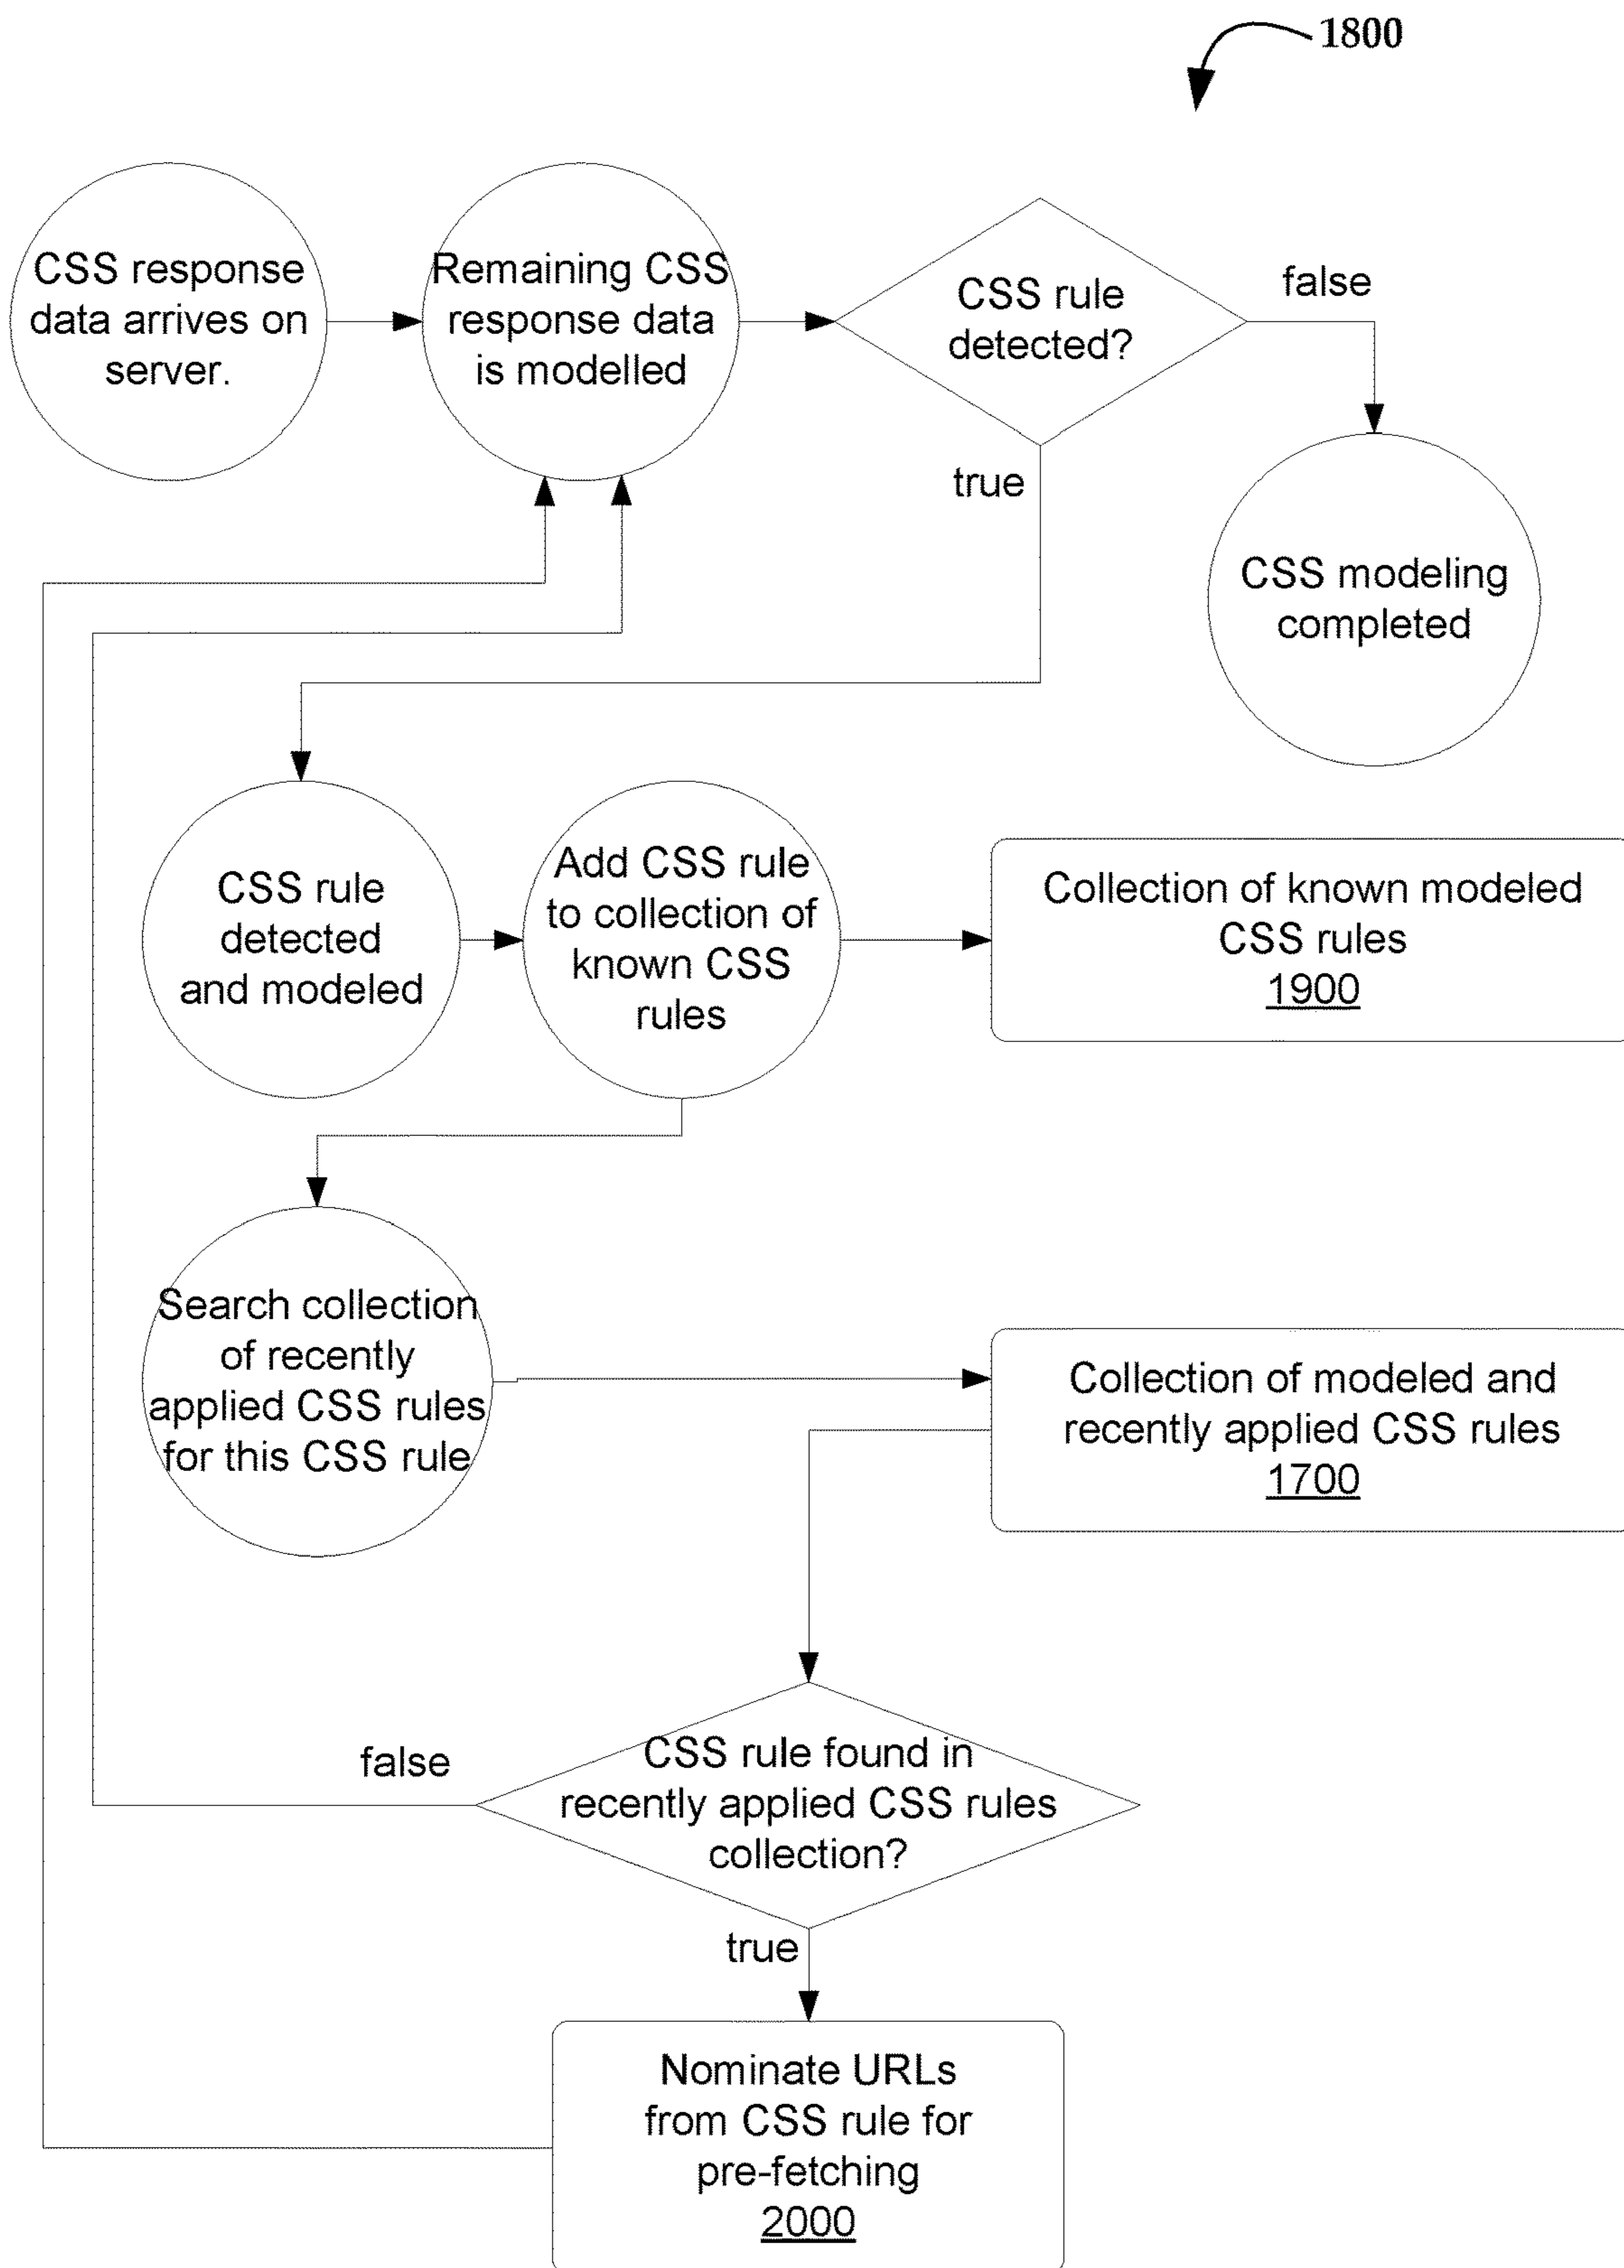 1800
CSS response
data arrives on
server.
Remaining CSS
response data
is modelled
CSS rule
detected?
false
true
CSS modeling
completed
CSS rule
detected
and modeled
Add CSS rule
to collection of
known CSS
rules
Collection of known modeled
CSS rules
1900
Search collection
of recently
applied CSS rules
for this CSS rule
Collection of modeled and
recently applied CSS rules
1700
false
CSS rule found in
recently applied CSS rules
collection?
true
Nominate URLs
from CSS rule for
pre-fetching
2000